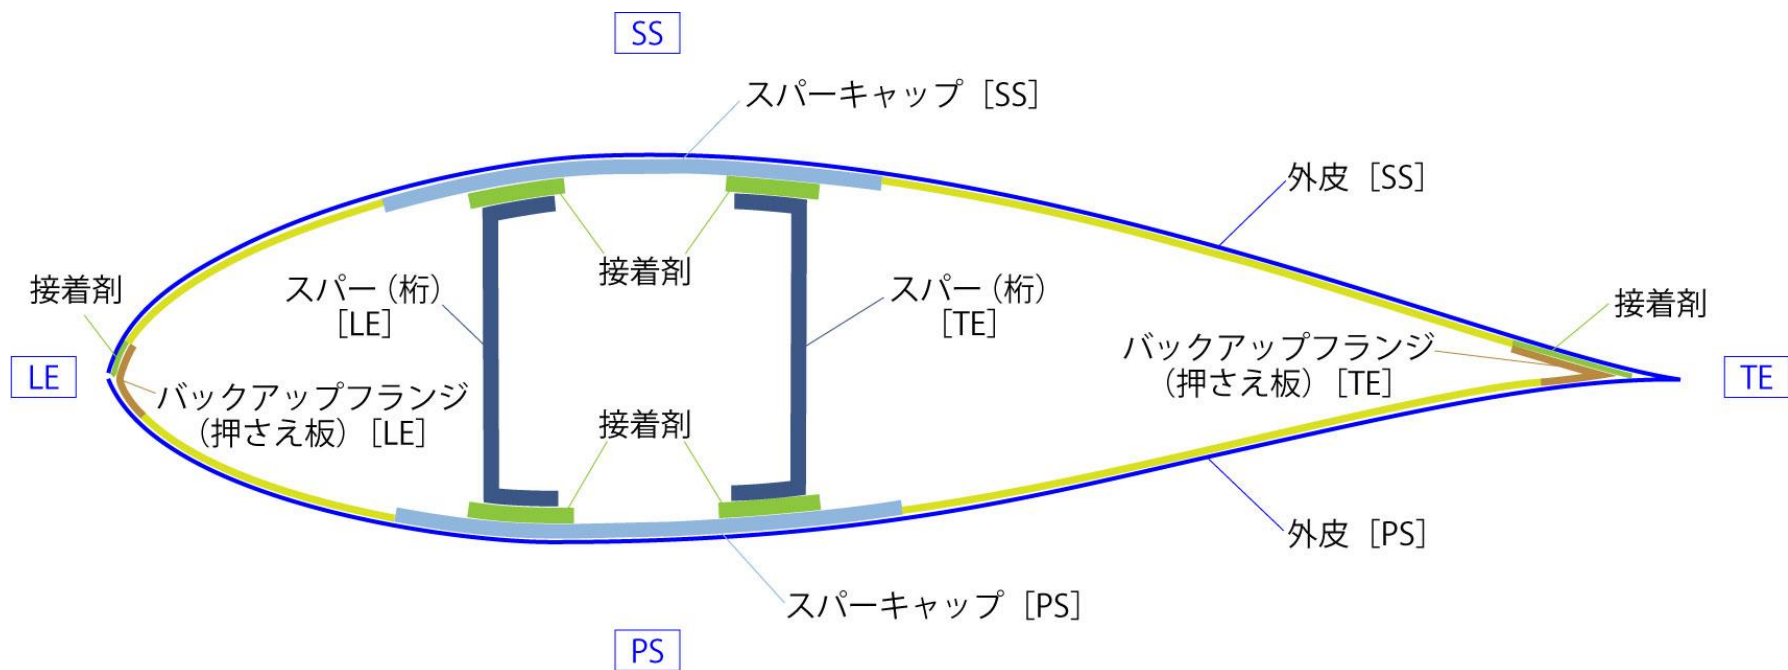 SS
スパーキャップ［SS］
外皮［SS］
接着剤
スパー（桁）
［LE］
接着剤
スパー（桁）
［TE］
接着剤
LE
バックアップフランジ
（押さえ板）［LE］
接着剤
バックアップフランジ
（押さえ板）［TE］
TE
外皮［PS］
スパーキャップ［PS］
PS